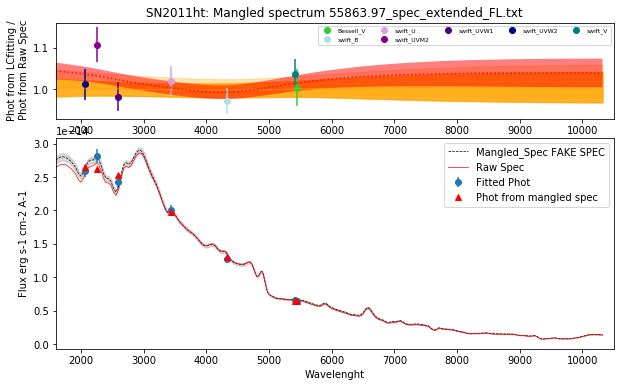 SN2011ht: Mangled spectrum 55863.97_spec_extended_FL.txt
Phot from LCfitting /
Phot from Raw Spec
1.1
1.0
Bessell_V
swift_B
swift_U
swift_UVM2
swift_UVW1
swift_UVW2
swift_V
2000 3000 4000 5000 6000 7000 8000 9000 10000
Flux erg s-1 cm-2 A-1
3.0
2.5
2.0
1.5
1.0
0.5
0.0
Mangled_Spec FAKE SPEC
Raw Spec
Fitted Phot
Phot from mangled spec
2000 3000 4000 5000 6000 7000 8000 9000 10000
Wavelenght